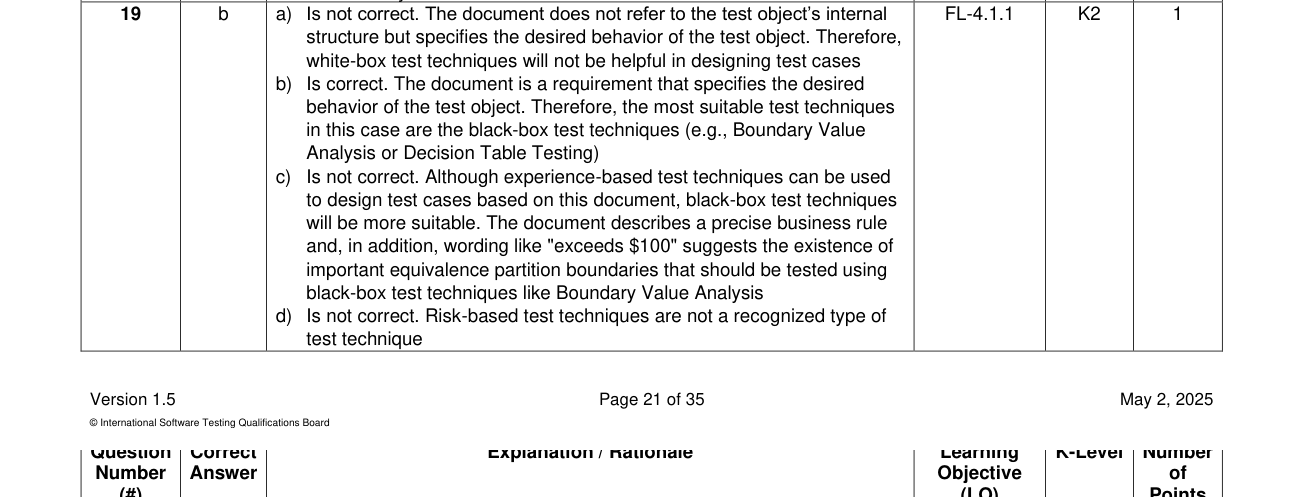 19 b a) Is not correct. The document does not refer to the test object's internal FL-4.1.1 K2 1
structure but specifies the desired behavior of the test object. Therefore,
white-box test techniques will not be helpful in designing test cases
b) Is correct. The document is a requirement that specifies the desired
behavior of the test object. Therefore, the most suitable test techniques
in this case are the black-box test techniques (e.g., Boundary Value
Analysis or Decision Table Testing)
c) Is not correct. Although experience-based test techniques can be used
to design test cases based on this document, black-box test techniques
will be more suitable. The document describes a precise business rule
and, in addition, wording like "exceeds $100" suggests the existence of
important equivalence partition boundaries that should be tested using
black-box test techniques like Boundary Value Analysis
d) Is not correct. Risk-based test techniques are not a recognized type of
test technique
Version 1.5 Page 21 of 35 May 2, 2025
© International Software Testing Qualifications Board
Question Correct Explanation / Rationale Learning K-Level Number
Number Answer Objective of
(#) (LO) Points